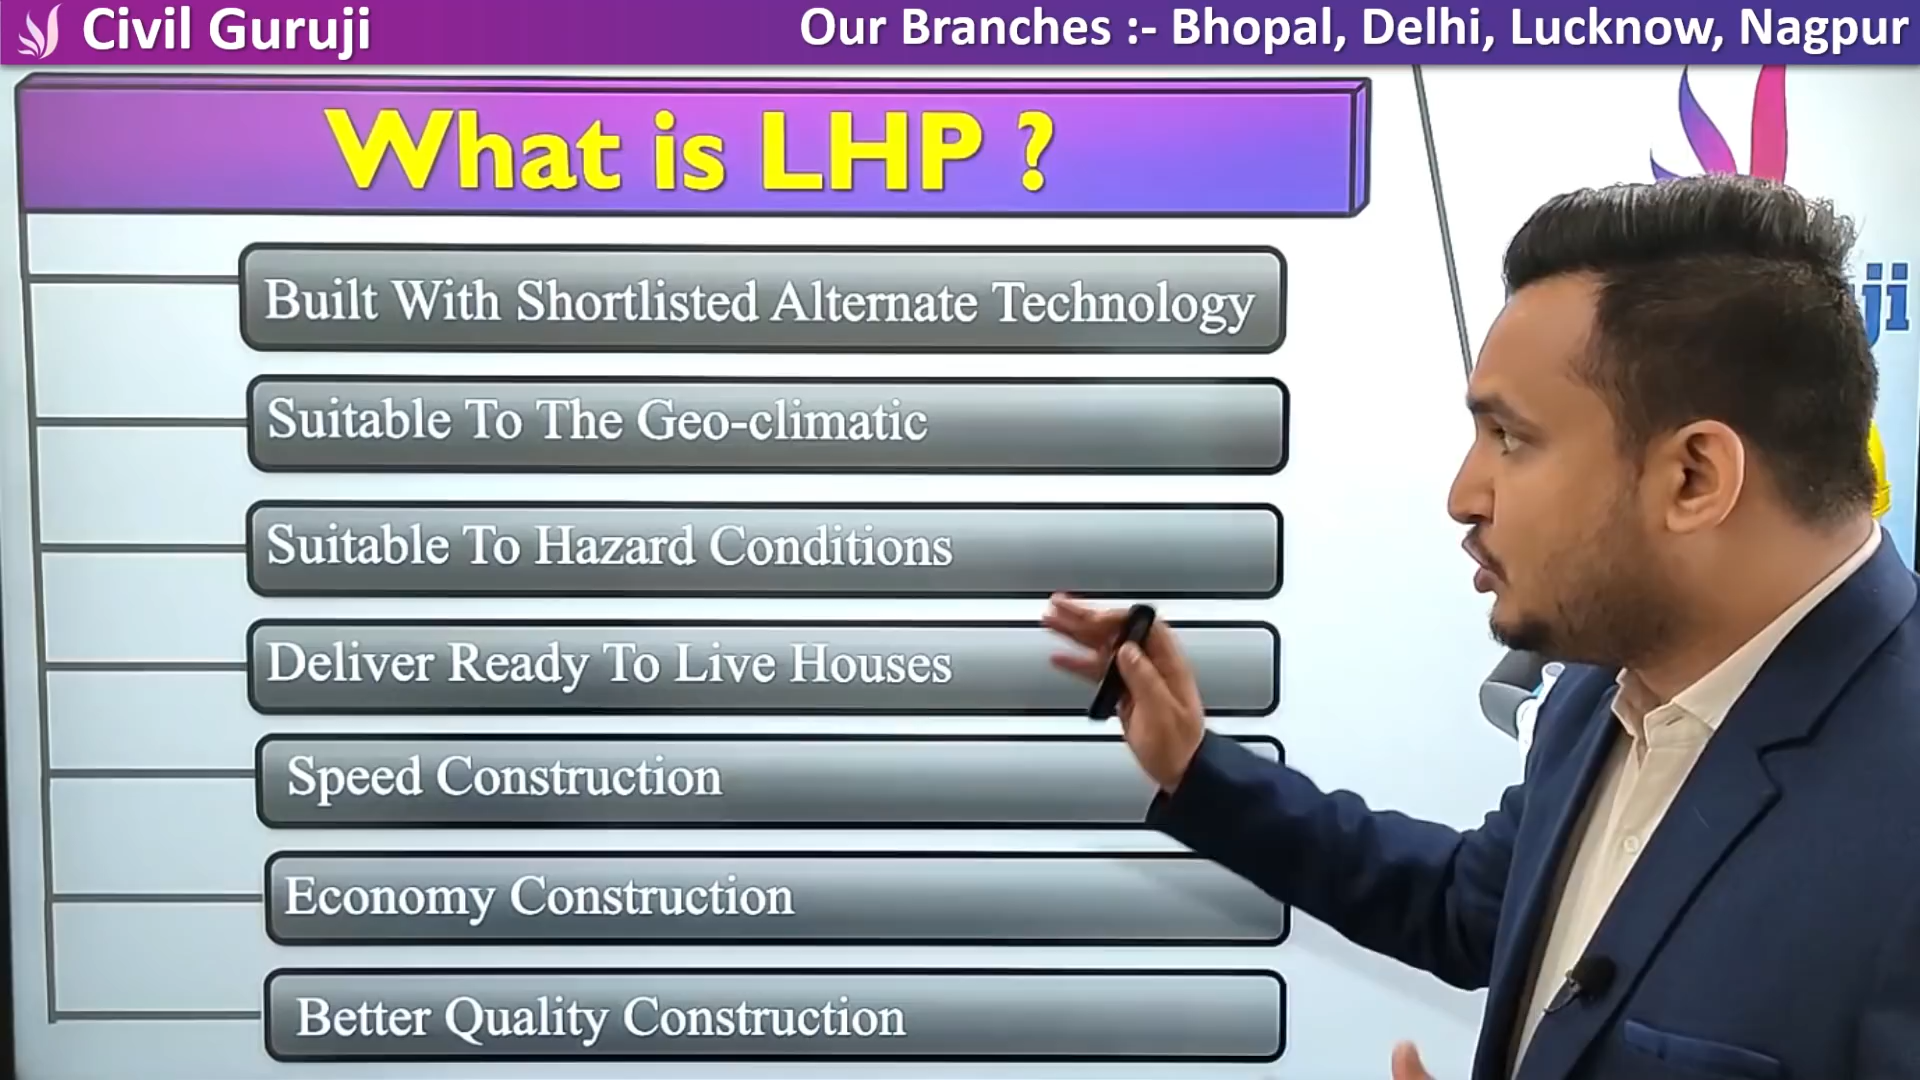 Civil Guruji
Our Branches :- Bhopal, Delhi, Lucknow, Nagpur
What is LHP ?
Built With Shortlisted Alternate Technology
Suitable To The Geo-climatic
Suitable To Hazard Conditions
Deliver Ready To Live Houses
Speed Construction
Economy Construction
Better Quality Construction